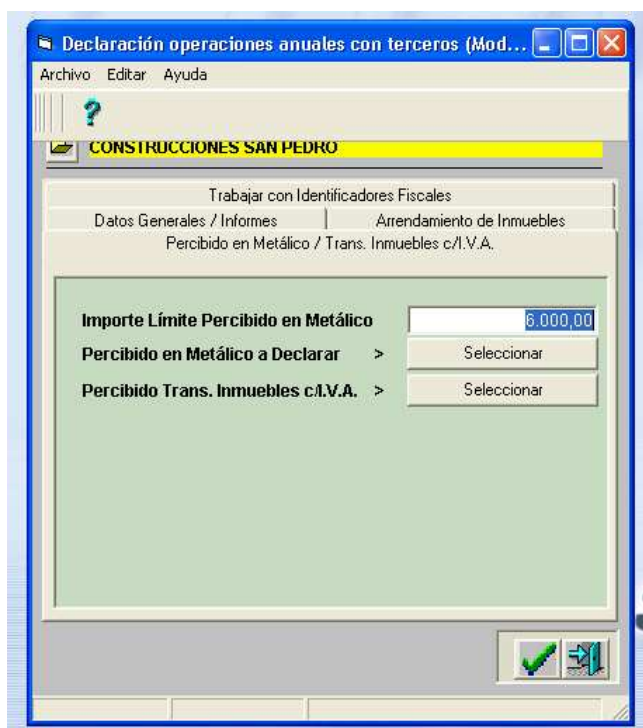 Declaración operaciones anuales con terceros (Mod...
Archivo Editar Ayuda
CONSTRUCCIONES SAN PEDRO
Trabajar con Identificadores Fiscales
Datos Generales / Informes Arrendamiento de Inmuebles
Percibido en Metálico / Trans. Inmuebles c/I.V.A.
Importe Límite Percibido en Metálico 6.000,00
Percibido en Metálico a Declarar > Seleccionar
Percibido Trans. Inmuebles c/I.V.A. > Seleccionar